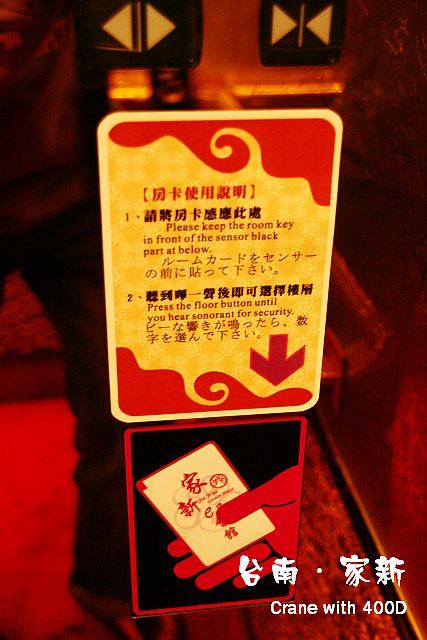 【房卡使用說明】
1、請將房卡感應此處
Please keep the room key
in front of the sensor black
part at below.
ルームカードをセンサー
の前に貼って下さい。
2、聽到嗶一聲後即可選擇樓層
Press the floor button until
you hear sonorant for security.
ビーな響きが鳴ったら、数
字を選んで下さい。
家新
館
台南・家新
Crane with 400D